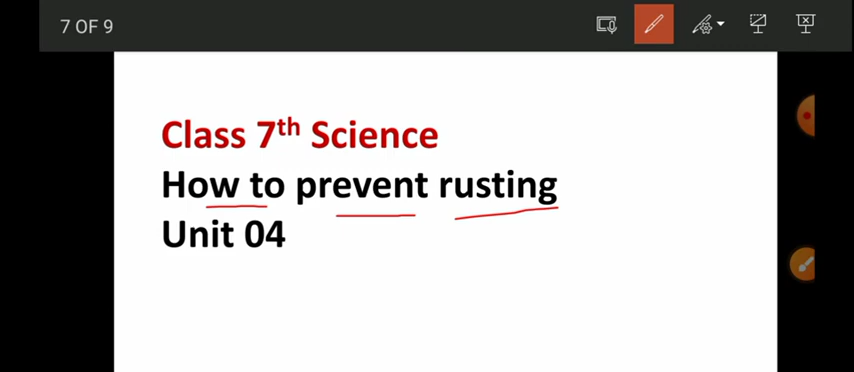 7 OF 9
Class 7th Science
How to prevent rusting
Unit 04